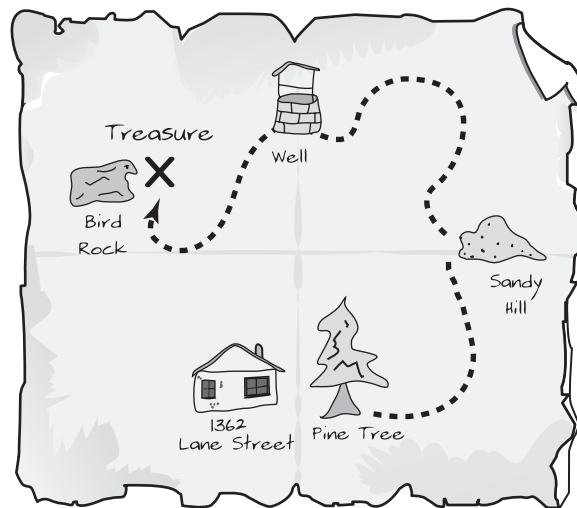 Treasure
Well
Bird
Rock
Sandy
Hill
1362
Lane Street
Pine Tree